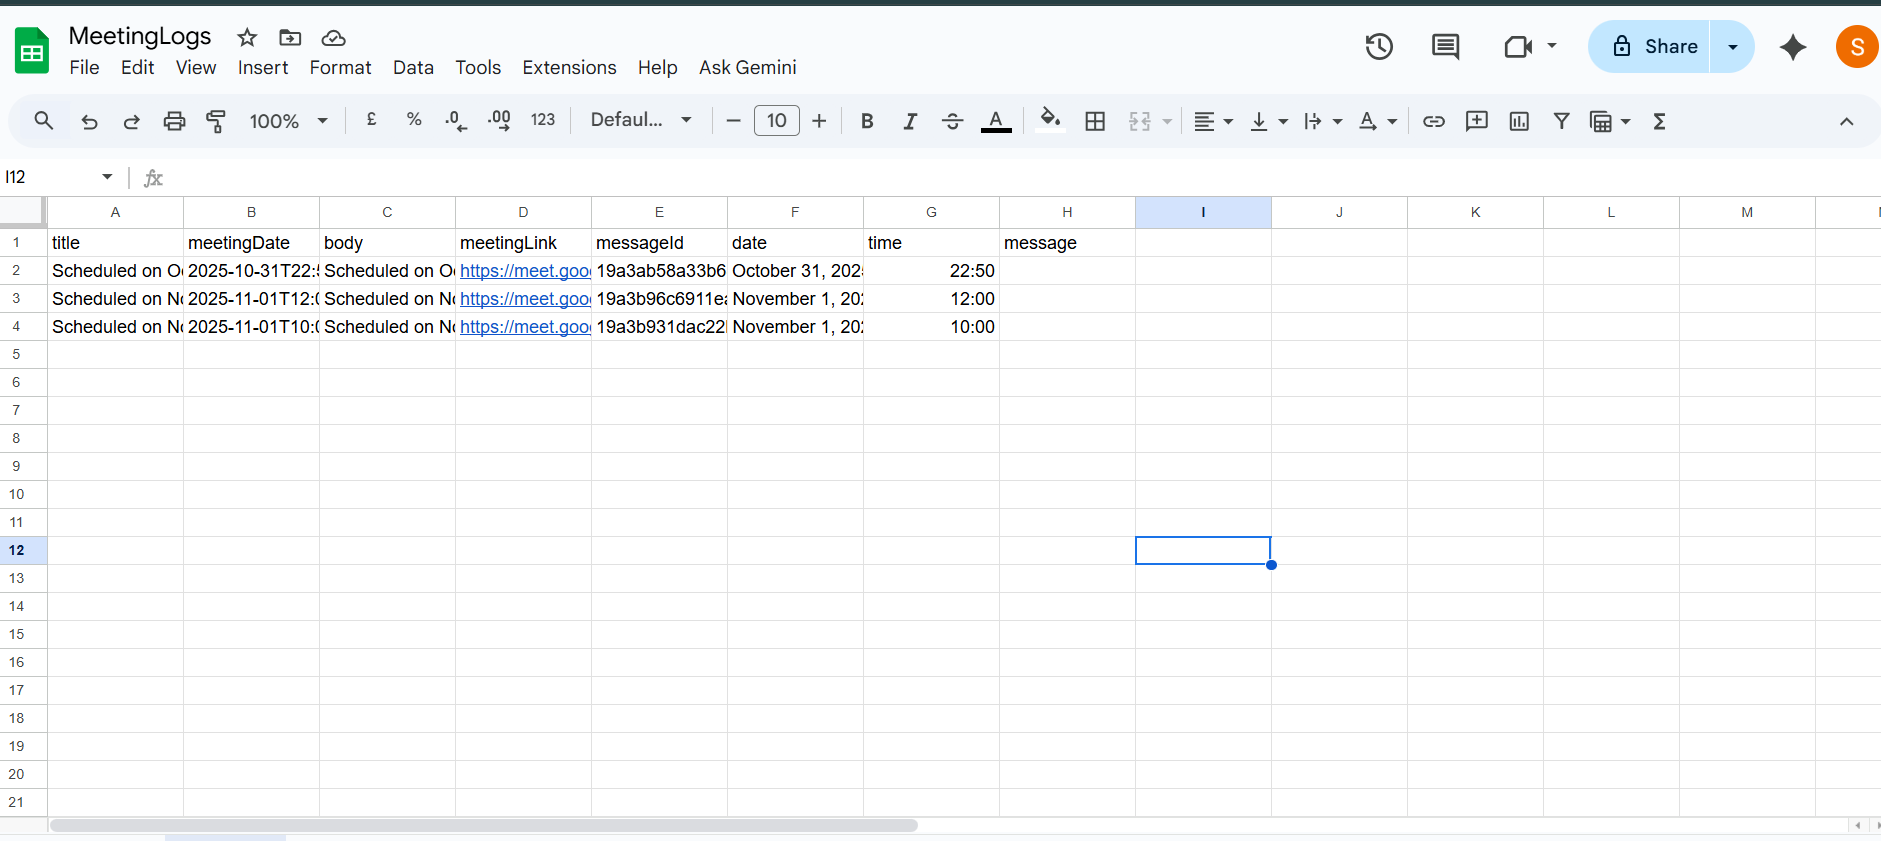 MeetingLogs
File Edit View Insert Format Data Tools Extensions Help Ask Gemini
Share
S
100% £ % .0 .00 123 Defaul... 10 B I A A Σ
I12 fx
A B C D E F G H I J K L M
1 title meetingDate body meetingLink messageId date time message
2 Scheduled on O 2025-10-31T22: Scheduled on O https://meet.goo 19a3ab58a33b6 October 31, 202 22:50
3 Scheduled on N 2025-11-01T12: Scheduled on N https://meet.goo 19a3b96c6911e November 1, 20 12:00
4 Scheduled on N 2025-11-01T10: Scheduled on N https://meet.goo 19a3b931dac22 November 1, 20 10:00
5
6
7
8
9
10
11
12
13
14
15
16
17
18
19
20
21